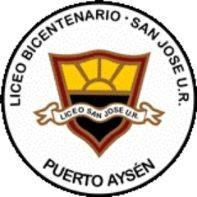 LICEO BICENTENARIO · SAN JOSE U.R.
LICEO SAN JOSE U.R.
PUERTO AYSÉN